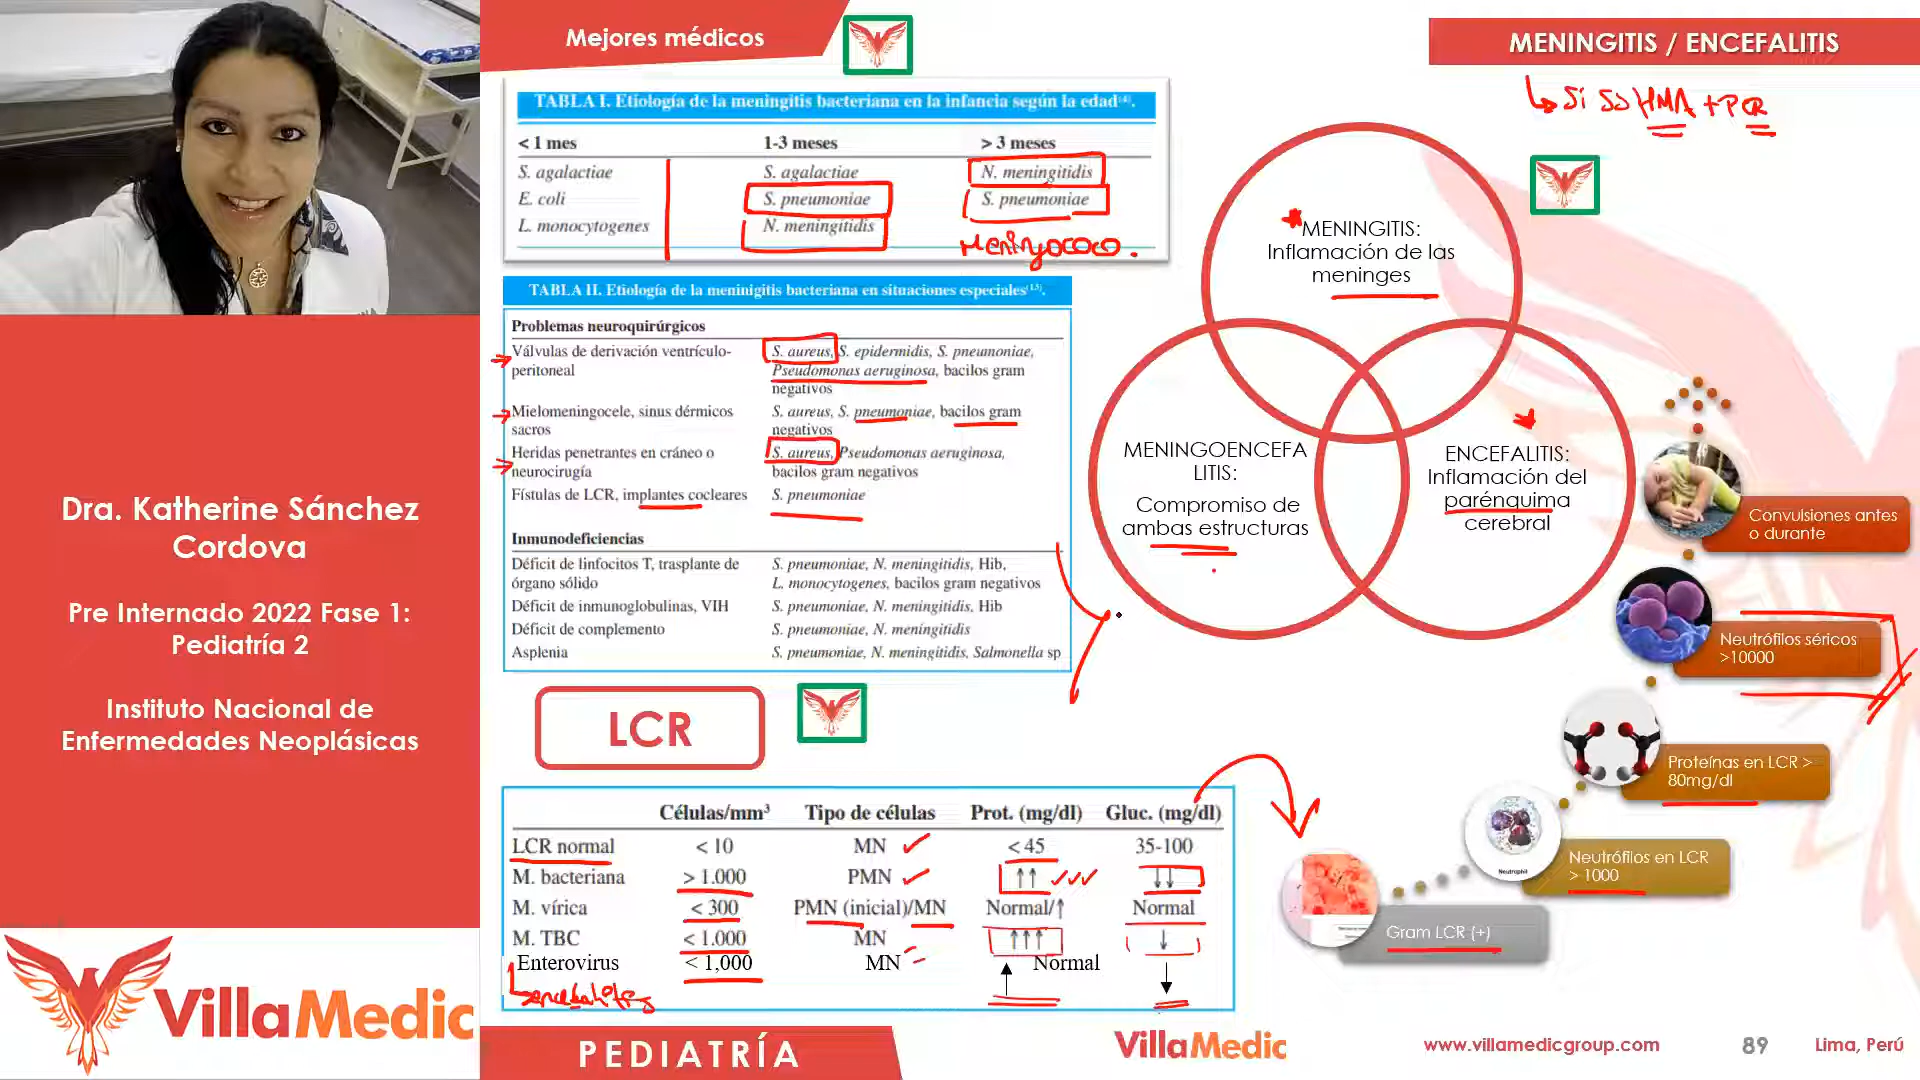 Mejores médicos
MENINGITIS / ENCEFALITIS
TABLA I. Etiología de la meningitis bacteriana en la infancia según la edad⁽⁴⁾.
< 1 mes 1-3 meses > 3 meses
S. agalactiae S. agalactiae N. meningitidis
E. coli S. pneumoniae S. pneumoniae
L. monocytogenes N. meningitidis
Meningococo.
TABLA II. Etiología de la meninigitis bacteriana en situaciones especiales⁽¹³⁾.
Problemas neuroquirúrgicos
Válvulas de derivación ventrículo- S. aureus, S. epidermidis, S. pneumoniae,
peritoneal Pseudomonas aeruginosa, bacilos gram
negativos
Mielomeningocele, sinus dérmicos S. aureus, S. pneumoniae, bacilos gram
sacros negativos
Heridas penetrantes en cráneo o S. aureus, Pseudomonas aeruginosa,
neurocirugía bacilos gram negativos
Fístulas de LCR, implantes cocleares S. pneumoniae
Inmunodeficiencias
Déficit de linfocitos T, trasplante de S. pneumoniae, N. meningitidis, Hib,
órgano sólido L. monocytogenes, bacilos gram negativos
Déficit de inmunoglobulinas, VIH S. pneumoniae, N. meningitidis, Hib
Déficit de complemento S. pneumoniae, N. meningitidis
Asplenia S. pneumoniae, N. meningitidis, Salmonella sp
LCR
Células/mm³ Tipo de células Prot. (mg/dl) Gluc. (mg/dl)
LCR normal < 10 MN < 45 35-100
M. bacteriana > 1.000 PMN ↑↑ ↓↓
M. vírica < 300 PMN (inicial)/MN Normal/↑ Normal
M. TBC < 1.000 MN ↑↑↑ ↓
Enterovirus < 1,000 MN Normal
MENINGITIS:
Inflamación de las
meninges
MENINGOENCEFA
LITIS:
Compromiso de
ambas estructuras
ENCEFALITIS:
Inflamación del
parénquima
cerebral
Convulsiones antes
o durante
Neutrófilos séricos
>10000
Proteínas en LCR >
80mg/dl
Neutrophil
Neutrófilos en LCR
> 1000
Gram LCR (+)
Dra. Katherine Sánchez
Cordova
Pre Internado 2022 Fase 1:
Pediatría 2
Instituto Nacional de
Enfermedades Neoplásicas
VillaMedic
PEDIATRÍA
VillaMedic
www.villamedicgroup.com
89
Lima, Perú